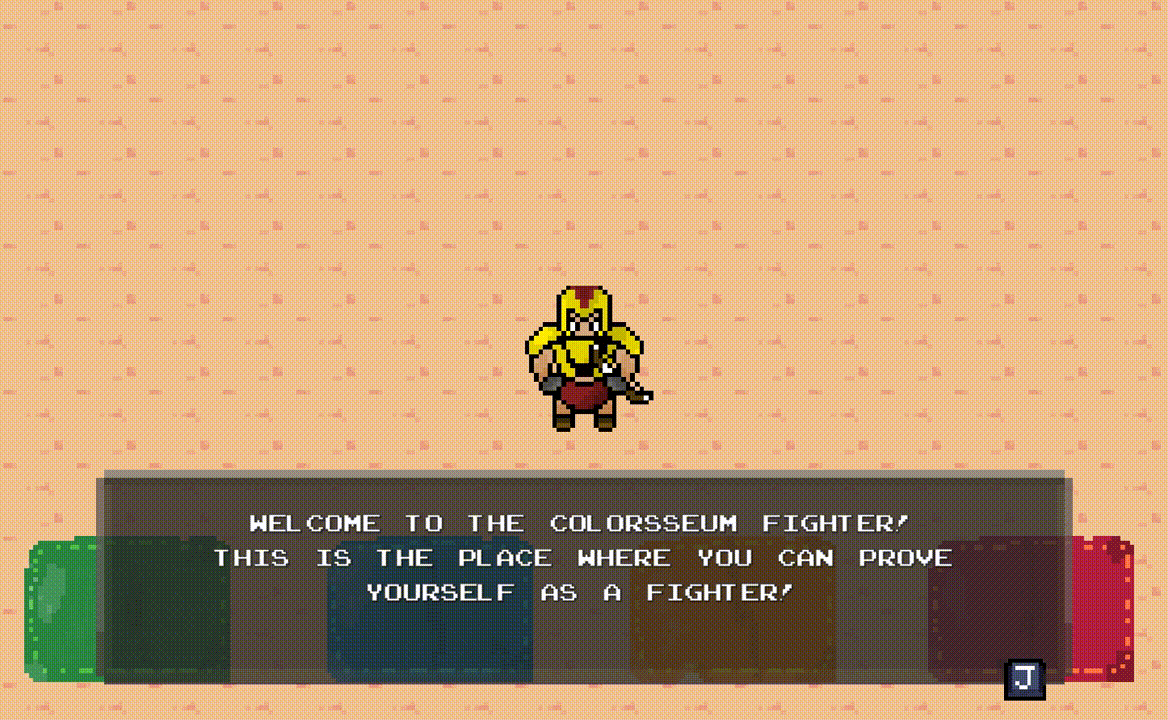 WELCOME TO THE COLORSSEUM FIGHTER!
THIS IS THE PLACE WHERE YOU CAN PROVE
YOURSELF AS A FIGHTER!
J